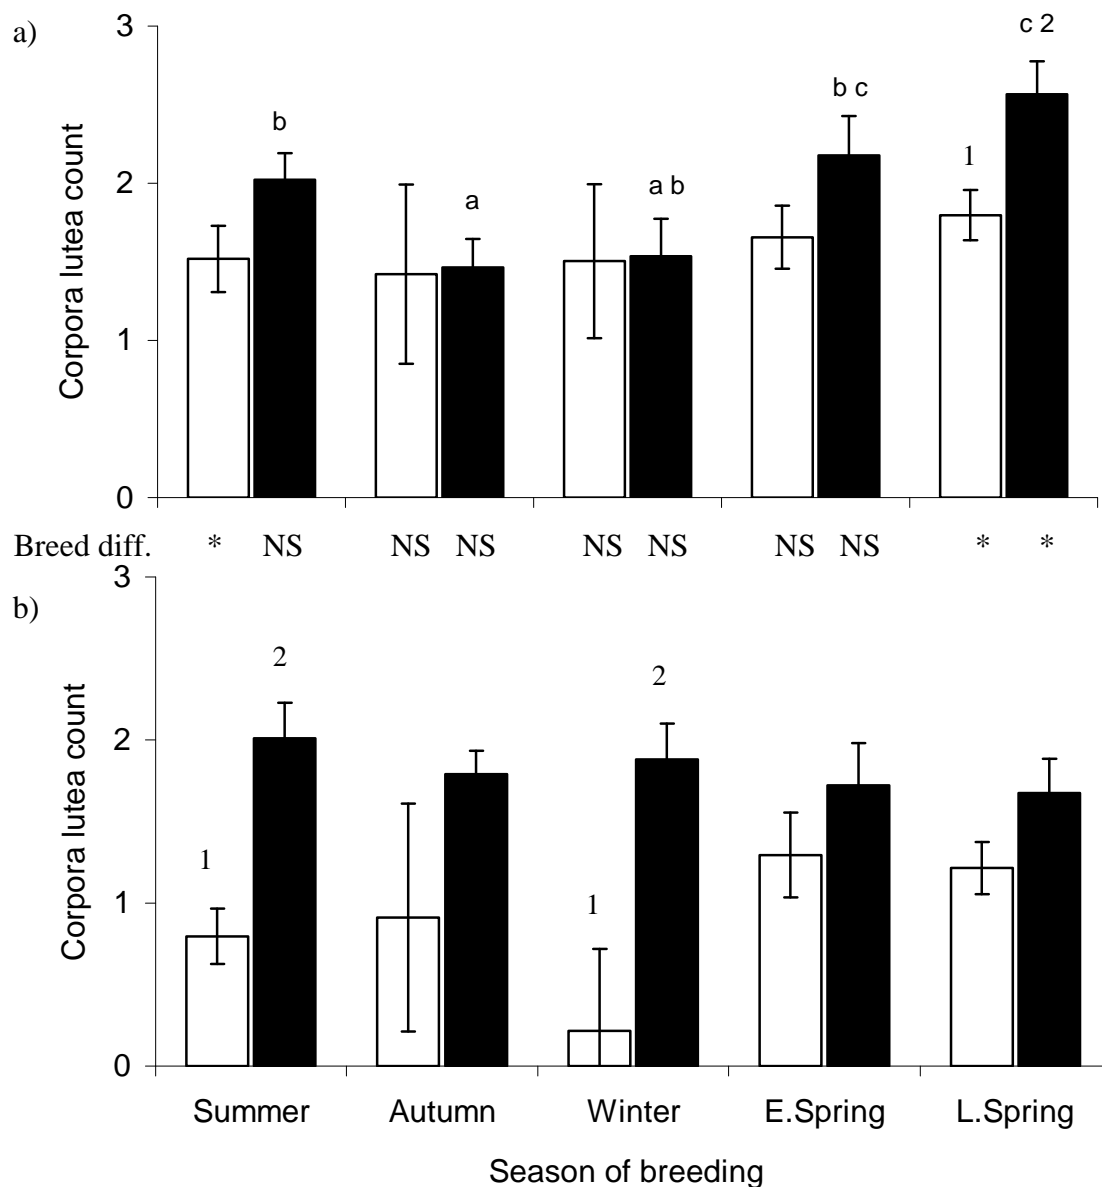 a)
Corpora lutea count
3
2
1
0
b
a
a b
b c
1
c 2
Breed diff. * NS NS NS NS NS NS NS * *
b)
Corpora lutea count
3
2
1
0
1
2
1
2
Summer Autumn Winter E.Spring L.Spring
Season of breeding